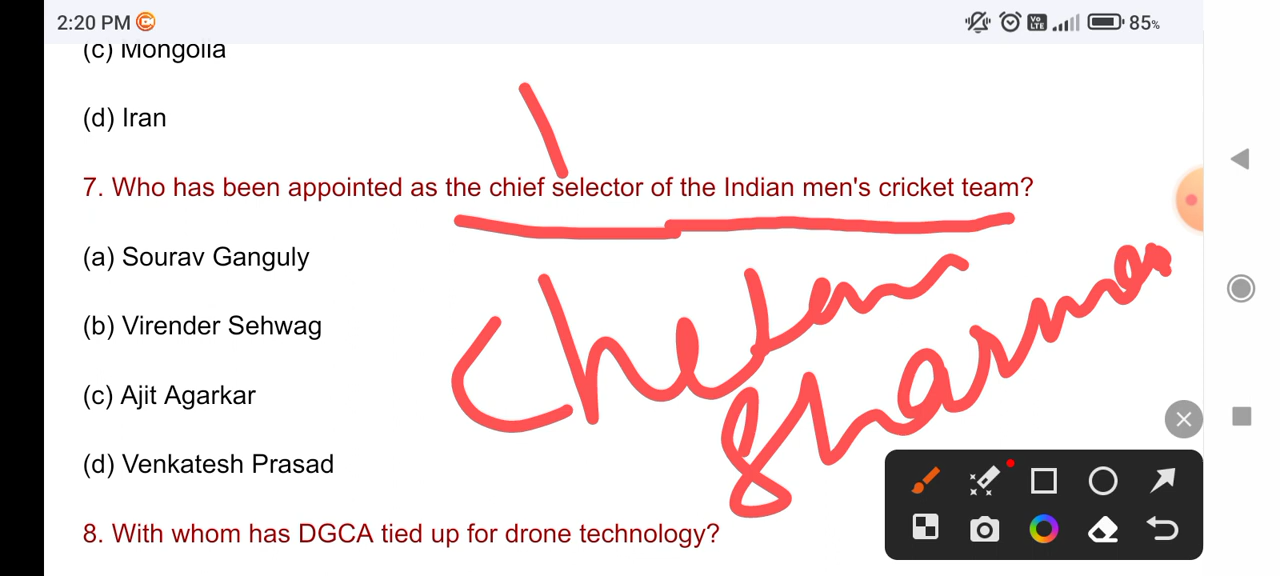 2:20 PM
Vo LTE
85%
(c) Mongolia
(d) Iran
7. Who has been appointed as the chief selector of the Indian men's cricket team?
(a) Sourav Ganguly
(b) Virender Sehwag
Chetan
Sharma
(c) Ajit Agarkar
(d) Venkatesh Prasad
8. With whom has DGCA tied up for drone technology?